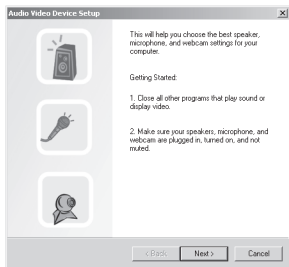 Audio Video Device Setup
This will help you choose the best speaker,
microphone, and webcam settings for your
computer.
Getting Started:
1. Close all other programs that play sound or
display video.
2. Make sure your speakers, microphone, and
webcam are plugged in, turned on, and not
muted.
< Back Next > Cancel